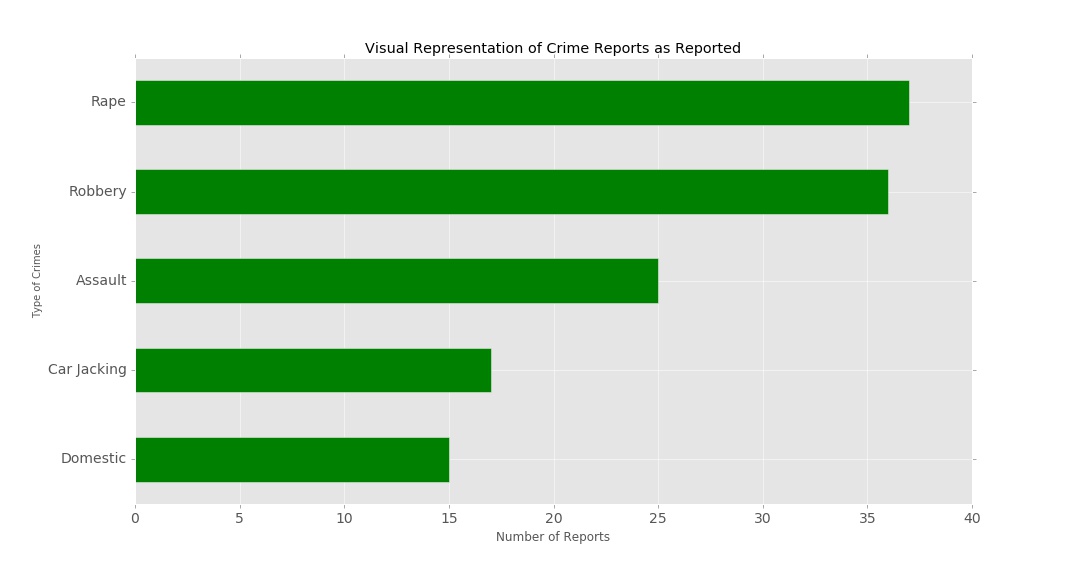 Visual Representation of Crime Reports as Reported
Rape
Robbery
Assault
Car Jacking
Domestic
Type of Crimes
0 5 10 15 20 25 30 35 40
Number of Reports